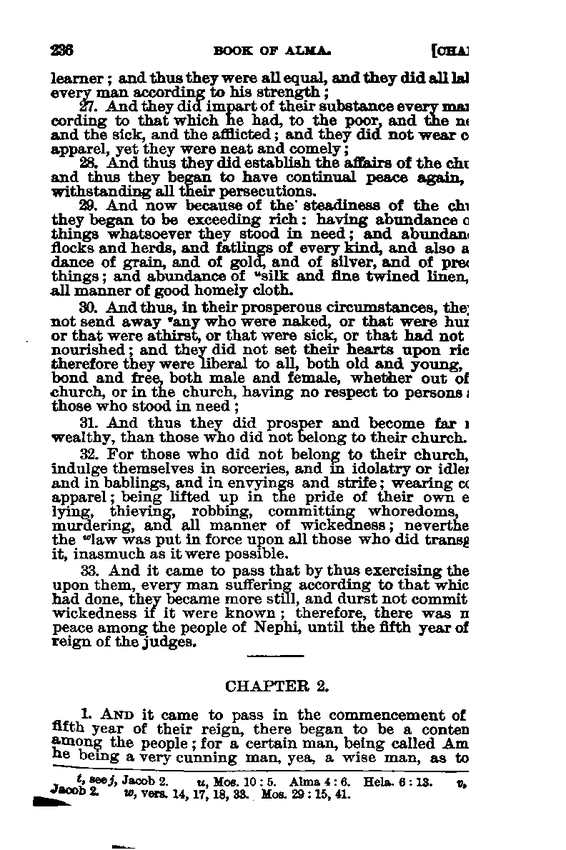 236 BOOK OF ALMA. [CHA
learner; and thus they were all equal, and they did all
every man according to his strength;
27. And they did impart of their substance every
cording to that which he had, to the poor, and the
and the sick, and the afflicted; and they did not wear
apparel, yet they were neat and comely;
28. And thus they did establish the affairs of the
and thus they began to have continual peace again,
withstanding all their persecutions.
29. And now because of the steadiness of the
they began to be exceeding rich: having abundance
things whatsoever they stood in need; and
flocks and herds, and fatlings of every kind, and also
dance of grain, and of gold, and of silver, and of
things; and abundance of ᵘsilk and fine twined linen,
all manner of good homely cloth.
30. And thus, in their prosperous circumstances,
not send away ᵛany who were naked, or that were
or that were athirst, or that were sick, or that had not
nourished; and they did not set their hearts upon
therefore they were liberal to all, both old and young,
bond and free, both male and female, whether out of
church, or in the church, having no respect to persons
those who stood in need;
31. And thus they did prosper and become far
wealthy, than those who did not belong to their church.
32. For those who did not belong to their church,
indulge themselves in sorceries, and in idolatry or
and in bablings, and in envyings and strife; wearing
apparel; being lifted up in the pride of their own
lying, thieving, robbing, committing whoredoms,
murdering, and all manner of wickedness;
the ʷlaw was put in force upon all those who did
it, inasmuch as it were possible.
33. And it came to pass that by thus exercising the
upon them, every man suffering according to that
had done, they became more still, and durst not commit
wickedness if it were known; therefore, there was
peace among the people of Nephi, until the fifth year of
reign of the judges.
CHAPTER 2.
1. AND it came to pass in the commencement of
fifth year of their reign, there began to be a
among the people; for a certain man, being called Am
he being a very cunning man, yea, a wise man, as to
t, see j, Jacob 2. u, Mos. 10:5. Alma 4:6. Hela. 6:13. v,
Jacob 2. w, vers. 14, 17, 18, 33. Mos. 29:15, 41.